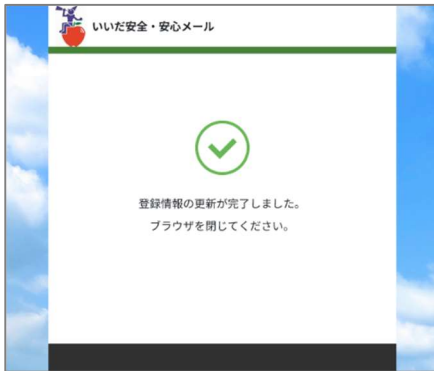 いいだ安全・安心メール
登録情報の更新が完了しました。
ブラウザを閉じてください。